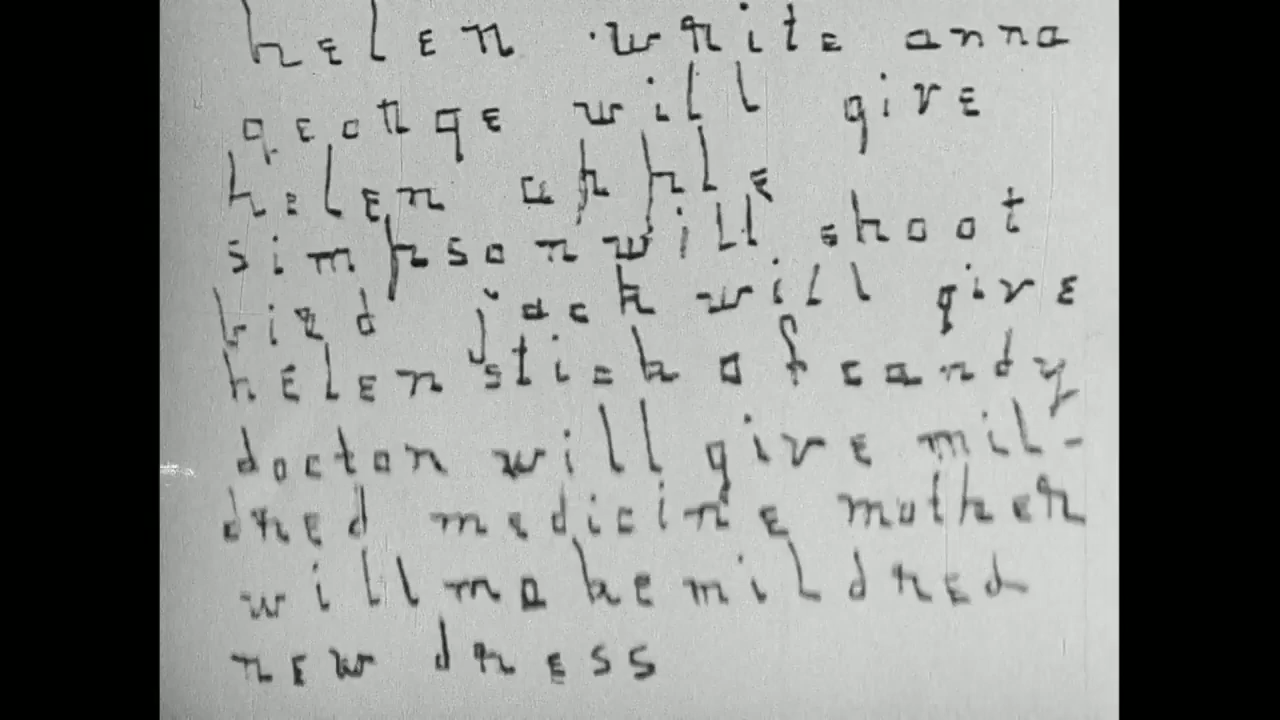 helen write anna
george will give
helen apple
simpson will shoot
bird jack will give
helen stick of candy
doctor will give mil-
dred medicine mother
will make mildred
new dress